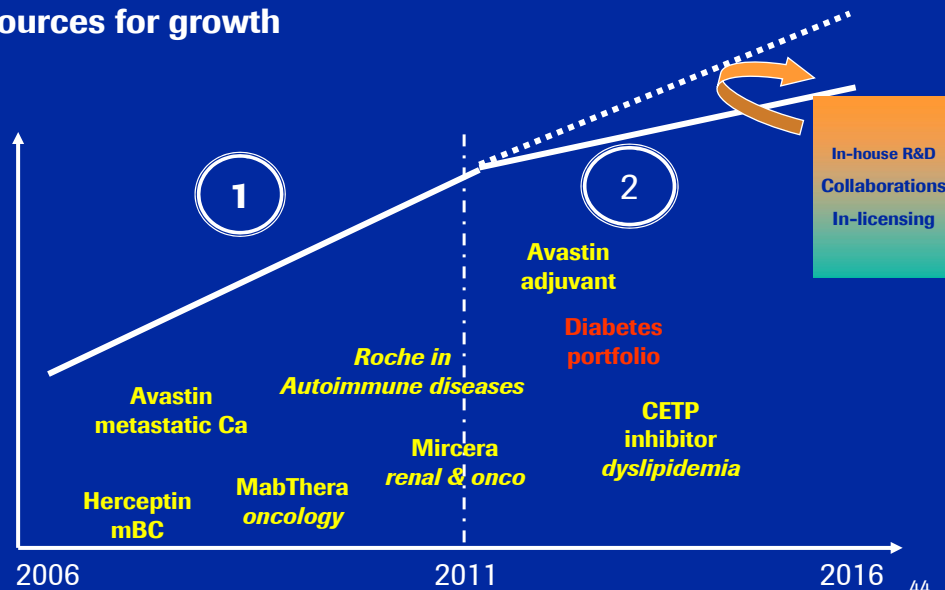 ources for growth
1
2
In-house R&D
Collaborations
In-licensing
Avastin
adjuvant
Diabetes
portfolio
Roche in
Autoimmune diseases
Avastin
metastatic Ca
CETP
inhibitor
dyslipidemia
Mircera
renal & onco
MabThera
oncology
Herceptin
mBC
2006
2011
2016
44